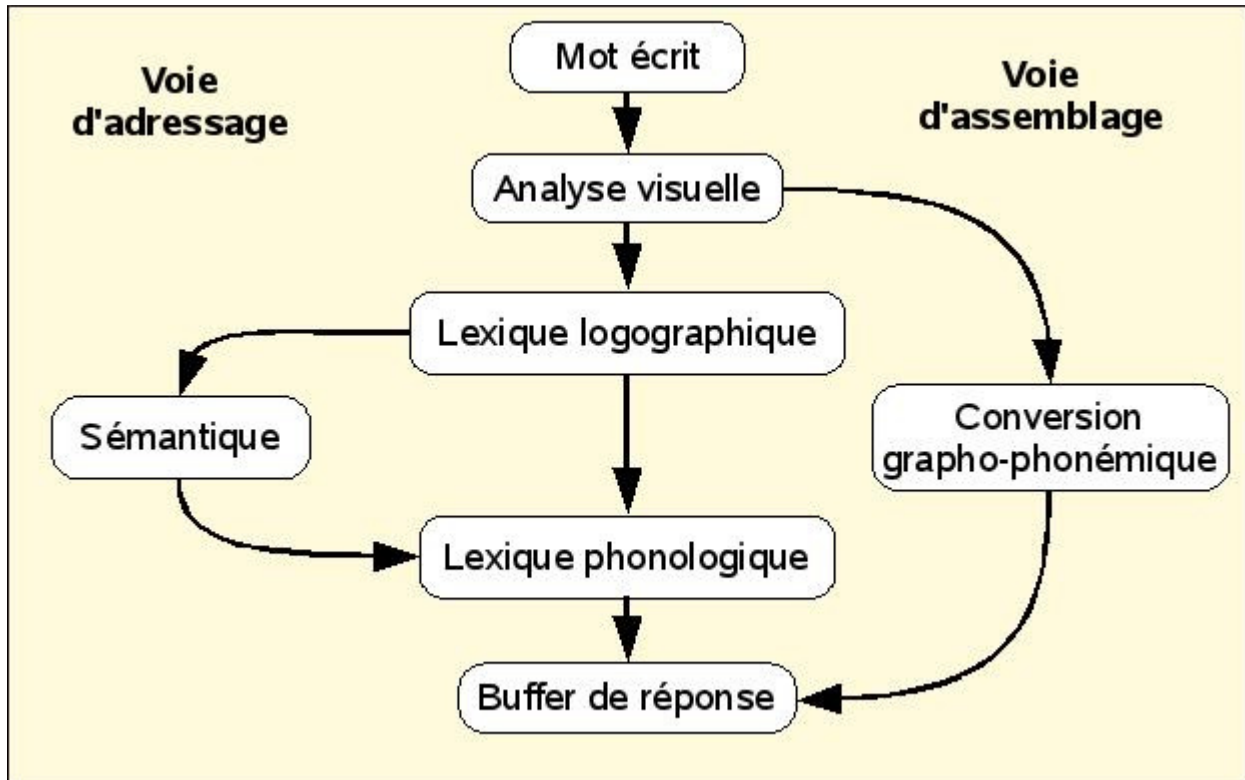 Mot écrit
Voie
d'adressage
Voie
d'assemblage
Analyse visuelle
Lexique logographique
Sémantique
Conversion
grapho-phonémique
Lexique phonologique
Buffer de réponse